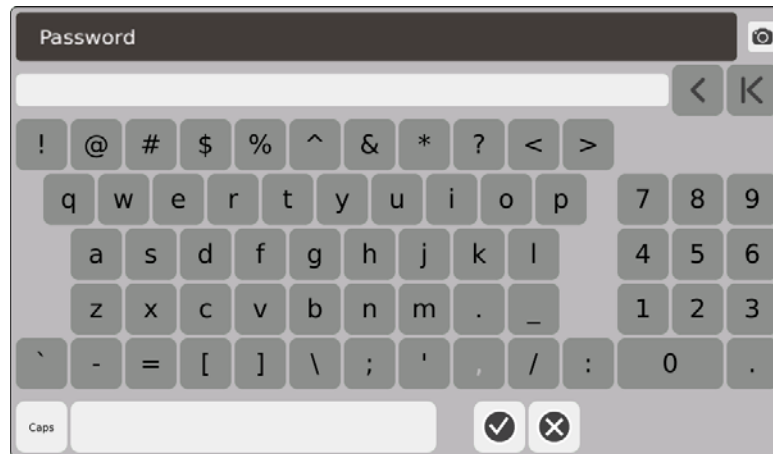 Password
! @ # $ % ^ & * ? < >
q w e r t y u i o p 7 8 9
a s d f g h j k l 4 5 6
z x c v b n m . _ 1 2 3
` - = [ ] \ ; ' , / : 0 .
Caps